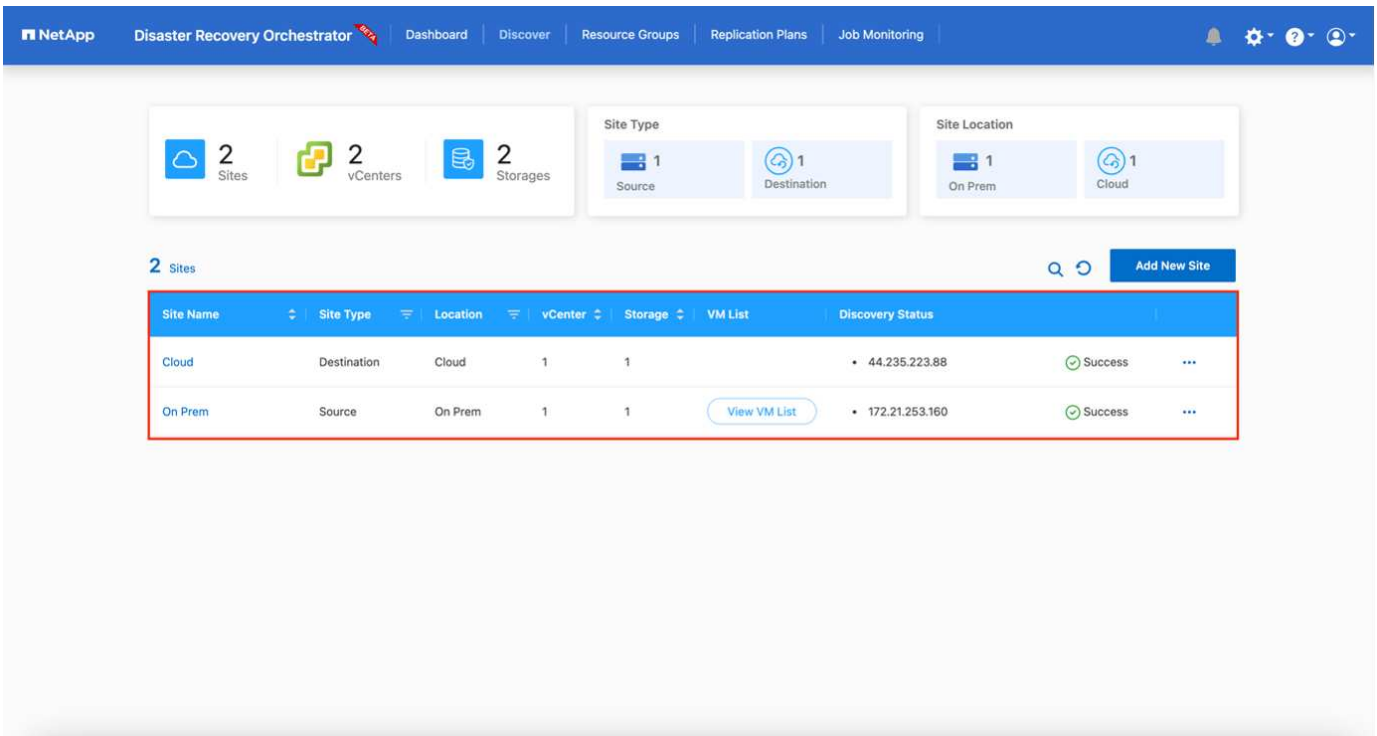 NetApp Disaster Recovery Orchestrator BETA Dashboard Discover Resource Groups Replication Plans Job Monitoring
2 Sites 2 vCenters 2 Storages
Site Type
1 Source 1 Destination
Site Location
1 On Prem 1 Cloud
2 Sites Add New Site
Site Name Site Type Location vCenter Storage VM List Discovery Status
Cloud Destination Cloud 1 1 • 44.235.223.88 Success ...
On Prem Source On Prem 1 1 View VM List • 172.21.253.160 Success ...